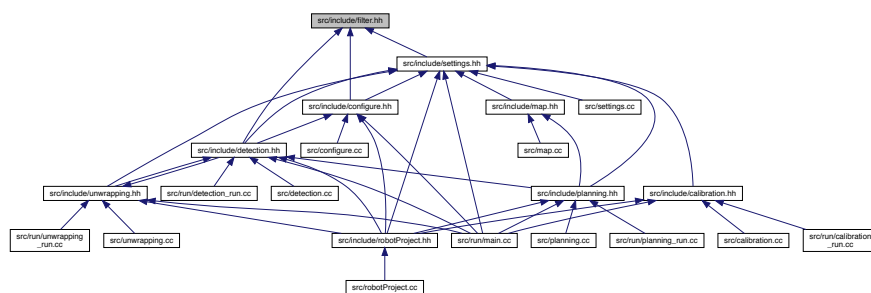 src/include/filter.hh
src/include/settings.hh
src/include/configure.hh
src/include/map.hh
src/settings.cc
src/include/detection.hh
src/configure.cc
src/map.cc
src/include/unwrapping.hh
src/run/detection_run.cc
src/detection.cc
src/include/planning.hh
src/include/calibration.hh
src/run/unwrapping
_run.cc
src/unwrapping.cc
src/include/robotProject.hh
src/run/main.cc
src/planning.cc
src/run/planning_run.cc
src/calibration.cc
src/run/calibration
_run.cc
src/robotProject.cc